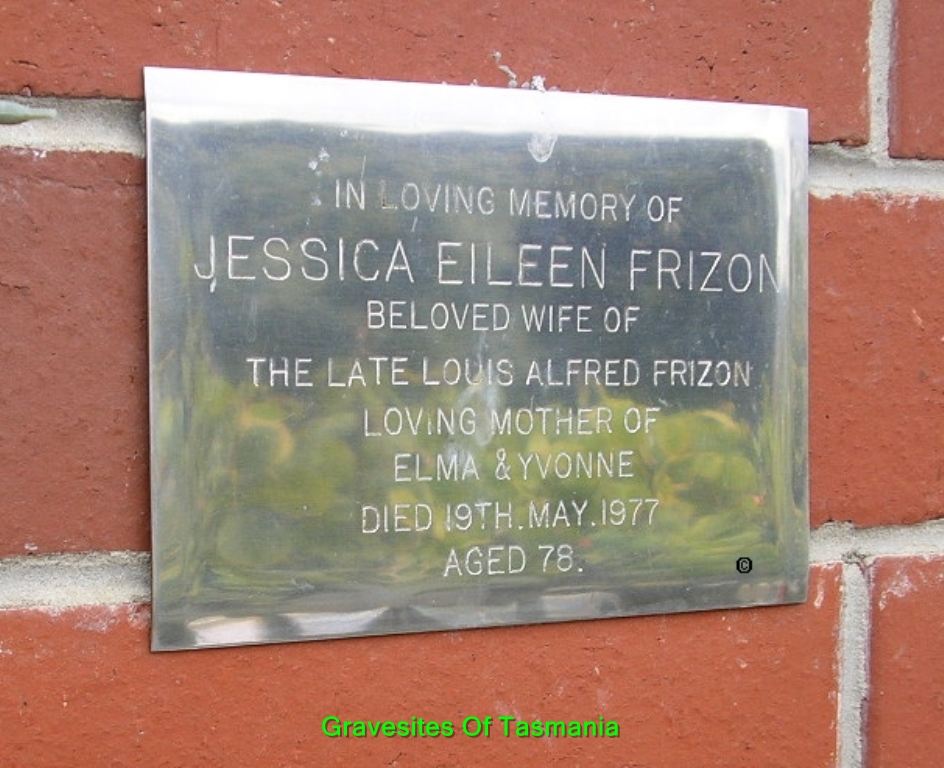 IN LOVING MEMORY OF
JESSICA EILEEN FRIZON
BELOVED WIFE OF
THE LATE LOUIS ALFRED FRIZON
LOVING MOTHER OF
ELMA & YVONNE
DIED 19TH.MAY.1977
AGED 78.
©
Gravesites Of Tasmania